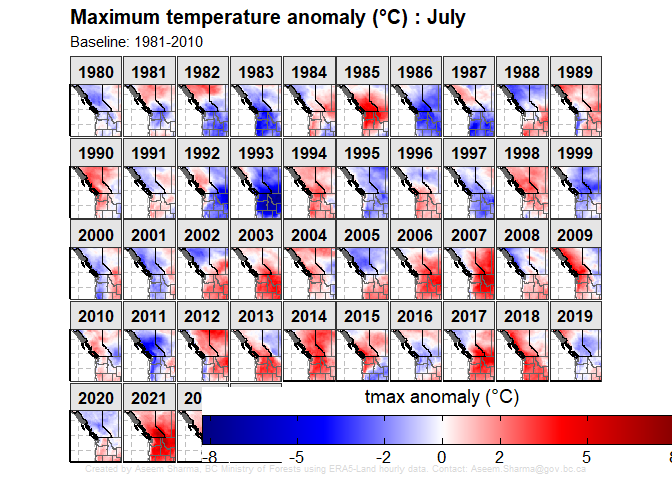 Maximum temperature anomaly (°C) : July
Baseline: 1981-2010
1980 1981 1982 1983 1984 1985 1986 1987 1988 1989
1990 1991 1992 1993 1994 1995 1996 1997 1998 1999
2000 2001 2002 2003 2004 2005 2006 2007 2008 2009
2010 2011 2012 2013 2014 2015 2016 2017 2018 2019
2020 2021 20
tmax anomaly (°C)
-8 -5 -2 0 2 5 8
Created by Aseem Sharma, BC Ministry of Forests using ERA5-Land hourly data. Contact: Aseem.Sharma@gov.bc.ca